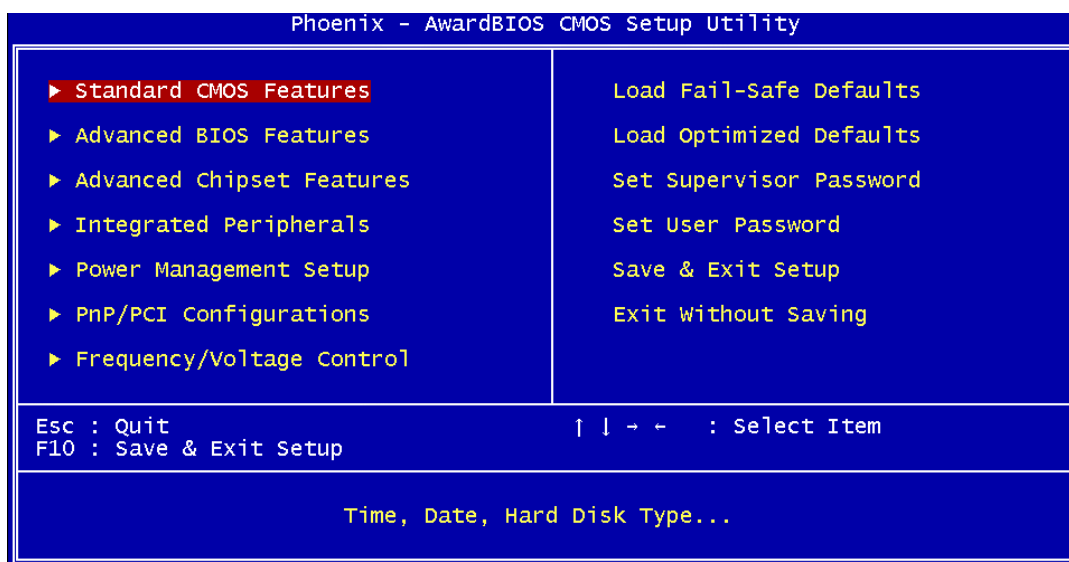 Phoenix - AwardBIOS CMOS Setup Utility
▶ Standard CMOS Features
▶ Advanced BIOS Features
▶ Advanced Chipset Features
▶ Integrated Peripherals
▶ Power Management Setup
▶ PnP/PCI Configurations
▶ Frequency/Voltage Control
Load Fail-Safe Defaults
Load Optimized Defaults
Set Supervisor Password
Set User Password
Save & Exit Setup
Exit Without Saving
Esc : Quit
F10 : Save & Exit Setup
↑ ↓ → ← : Select Item
Time, Date, Hard Disk Type...